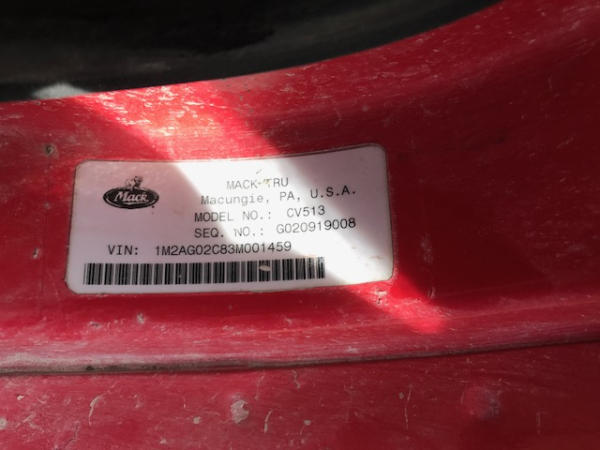 Mack
MACK TRU
Macungie, PA, U.S.A.
MODEL NO.: CV513
SEQ. NO.: G020919008
VIN: 1M2AG02C83M001459